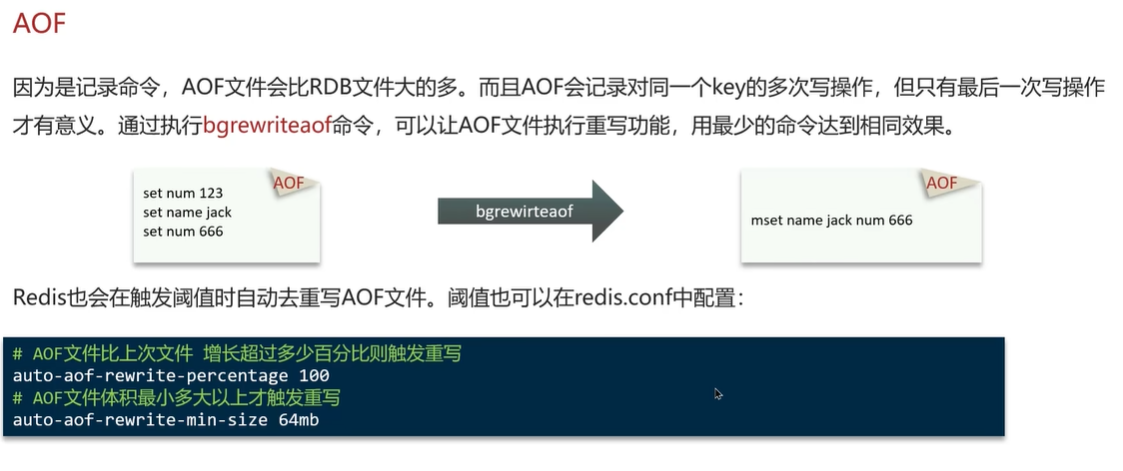 AOF
因为是记录命令，AOF文件会比RDB文件大的多。而且AOF会记录对同一个key的多次写操作，但只有最后一次写操作
才有意义。通过执行bgrewriteaof命令，可以让AOF文件执行重写功能，用最少的命令达到相同效果。
AOF
set num 123
set name jack
set num 666
bgrewirteaof
AOF
mset name jack num 666
Redis也会在触发阈值时自动去重写AOF文件。阈值也可以在redis.conf中配置：
# AOF文件比上次文件 增长超过多少百分比则触发重写
auto-aof-rewrite-percentage 100
# AOF文件体积最小多大以上才触发重写
auto-aof-rewrite-min-size 64mb